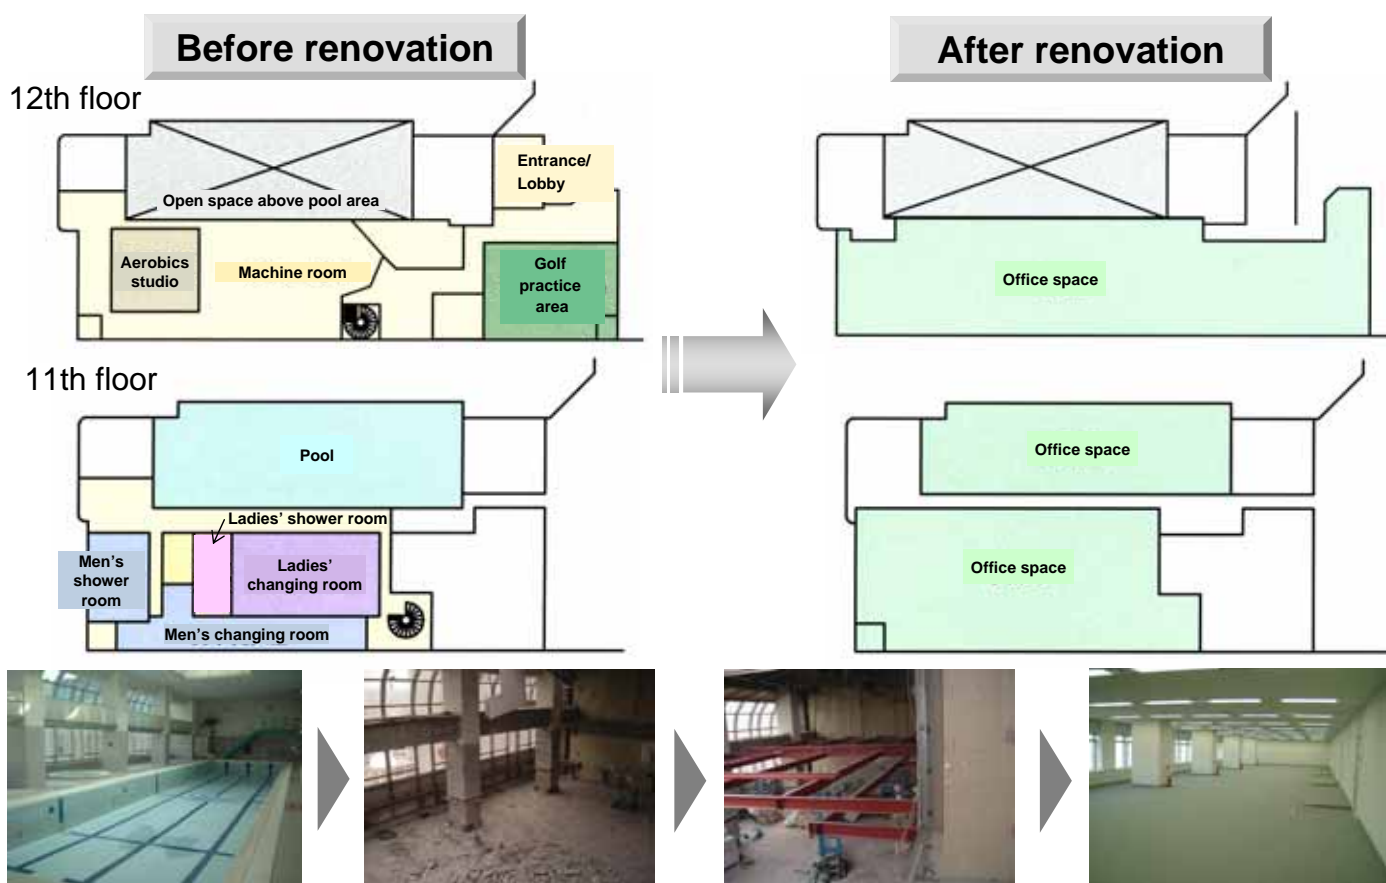 Before renovation
After renovation
12th floor
Entrance/
Lobby
Open space above pool area
Aerobics
studio
Machine room
Golf
practice
area
Office space
11th floor
Pool
Ladies’ shower room
Men’s
shower
room
Ladies’
changing room
Men’s changing room
Office space
Office space